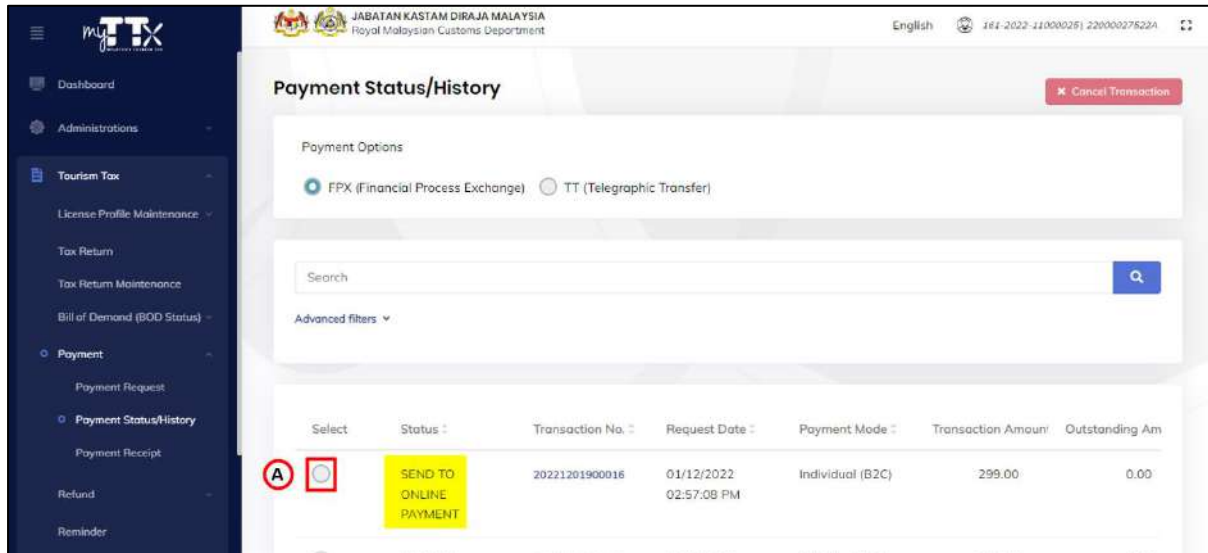 myTTX
JABATAN KASTAM DIRAJA MALAYSIA
Royal Malaysian Customs Department
English
161-2022-11000025| 22000027522A
Dashboard
Administrations
Tourism Tax
License Profile Maintenance
Tax Return
Tax Return Maintenance
Bill of Demand (BOD Status)
Payment
Payment Request
Payment Status/History
Payment Receipt
Refund
Reminder
Payment Status/History
Cancel Transaction
Payment Options
FPX (Financial Process Exchange) TT (Telegraphic Transfer)
Search
Advanced filters
Select Status Transaction No. Request Date Payment Mode Transaction Amount Outstanding Am
A SEND TO ONLINE PAYMENT 20221201900016 01/12/2022 02:57:08 PM Individual (B2C) 299.00 0.00